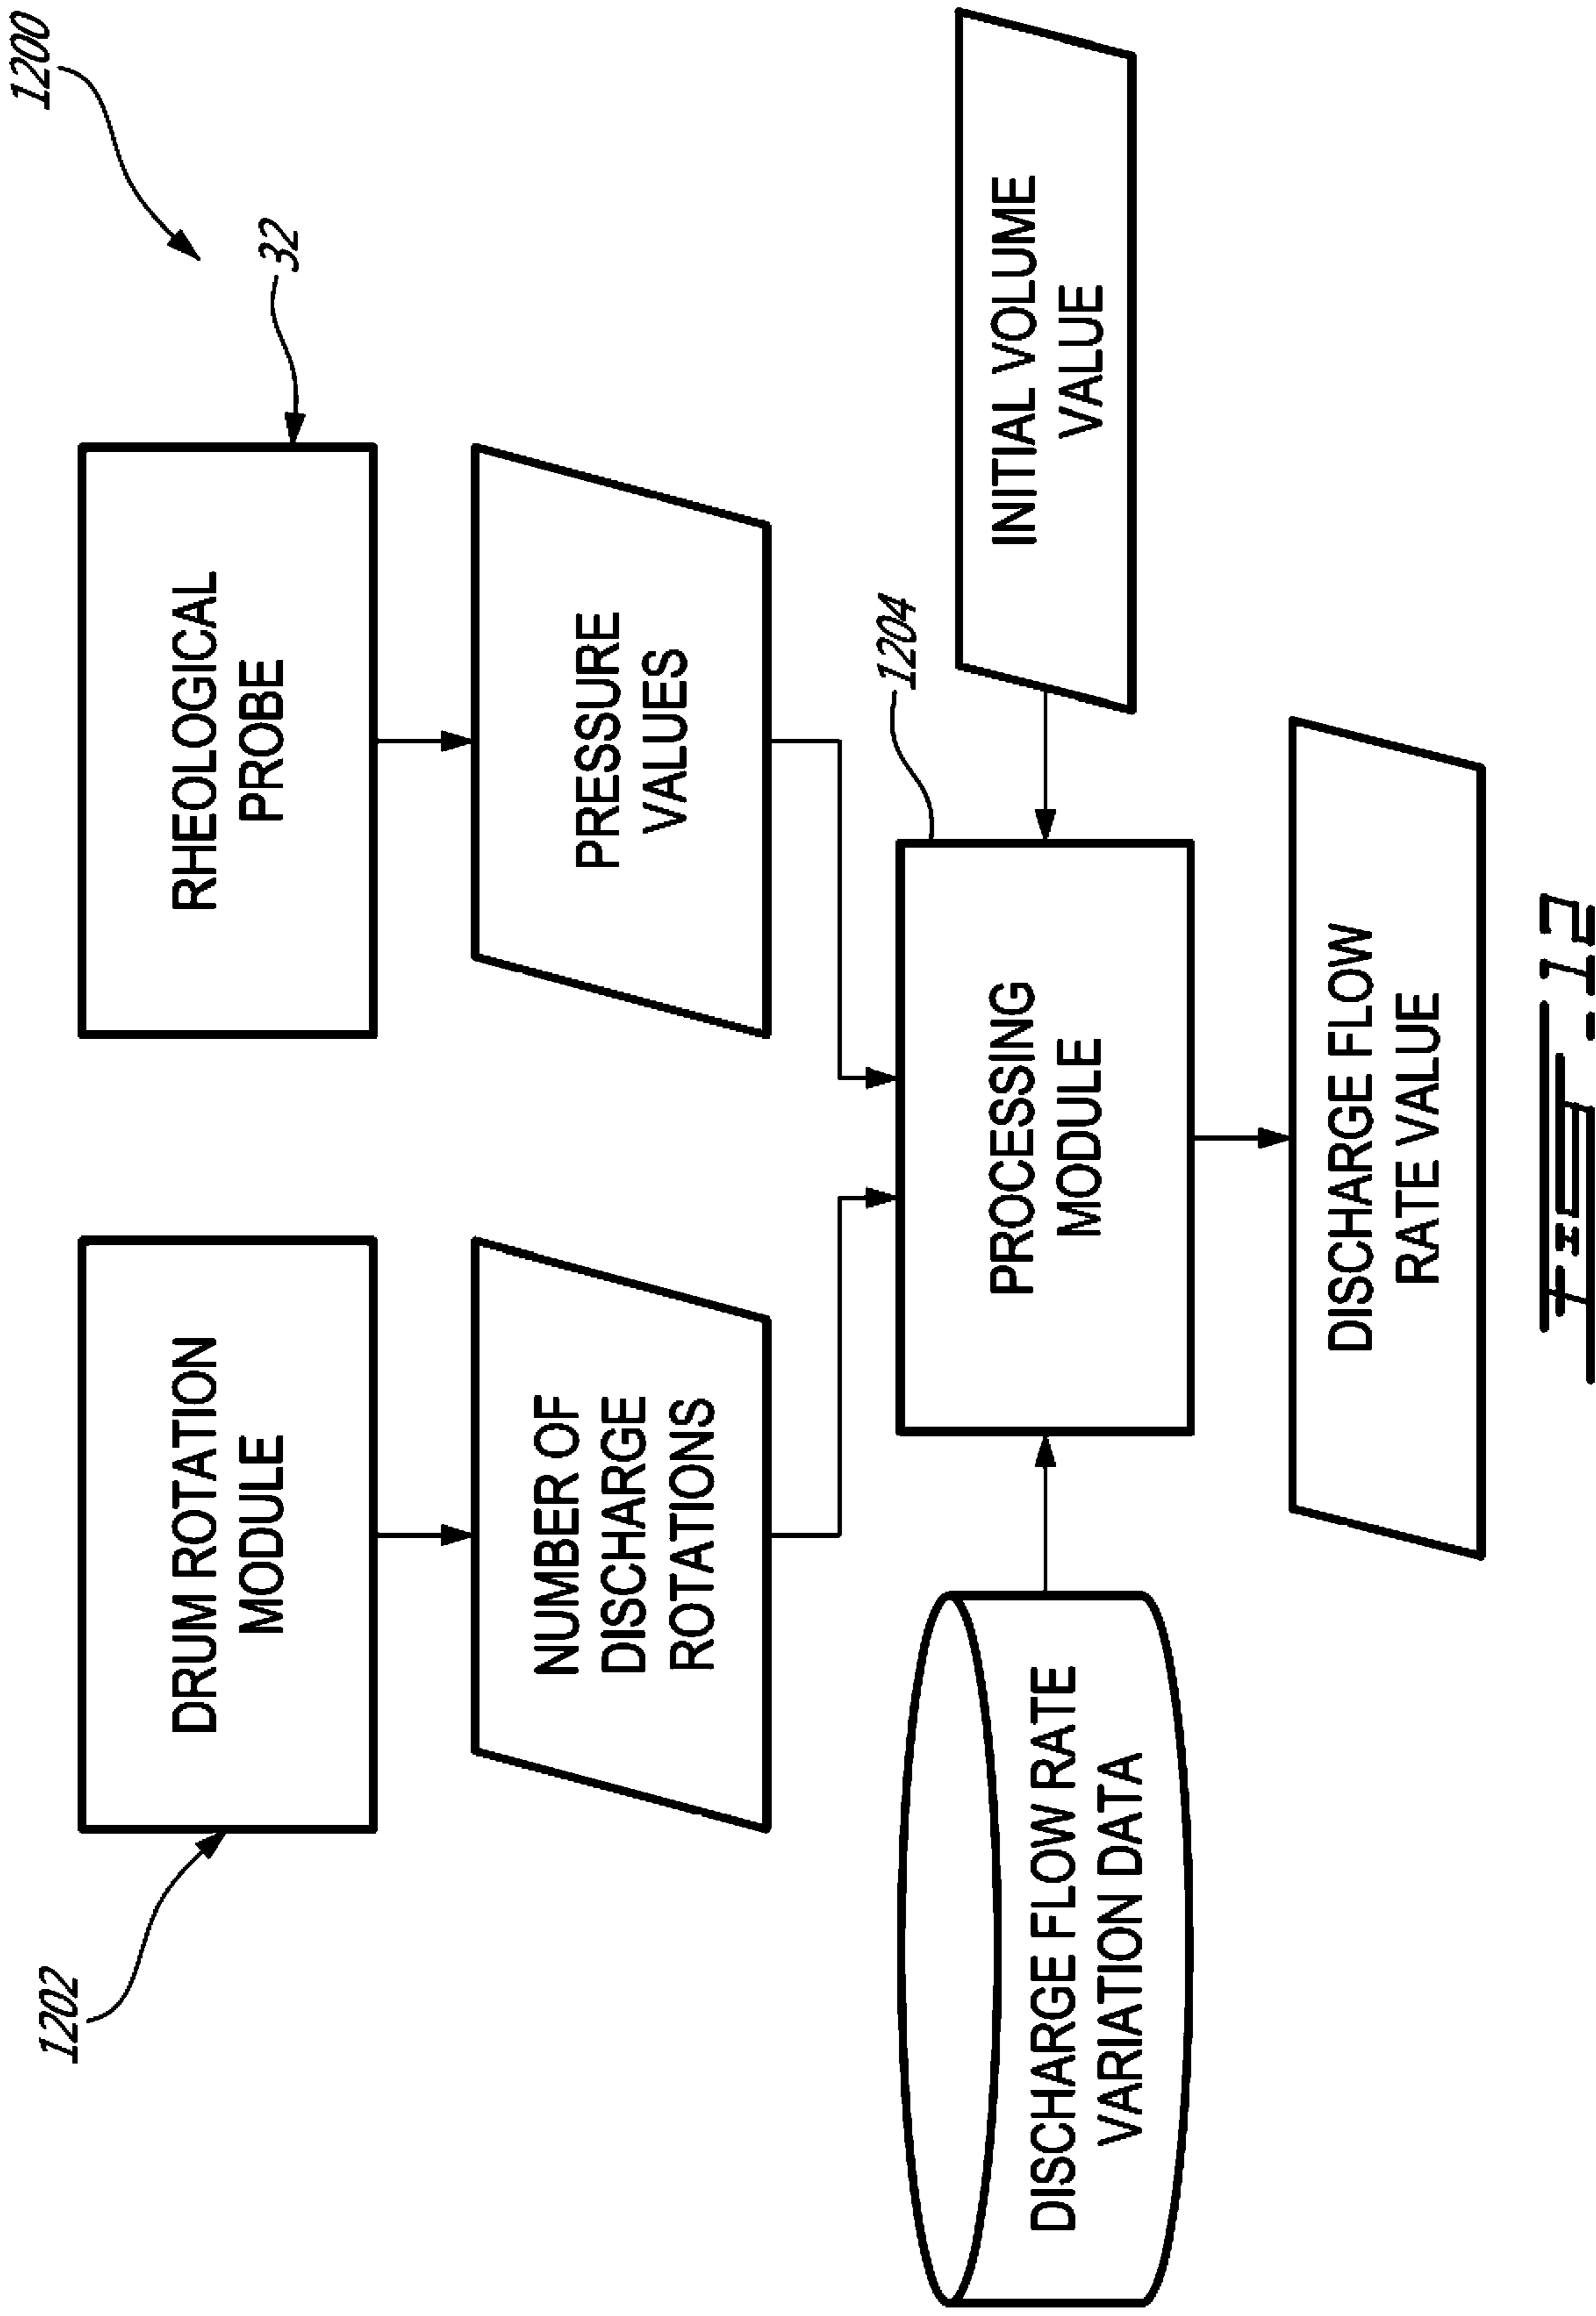 1200
1202
DRUM ROTATION
MODULE
RHEOLOGICAL
PROBE
32
NUMBER OF
DISCHARGE
ROTATIONS
PRESSURE
VALUES
1204
DISCHARGE FLOW RATE
VARIATION DATA
PROCESSING
MODULE
INITIAL VOLUME
VALUE
DISCHARGE FLOW
RATE VALUE
FIG_12